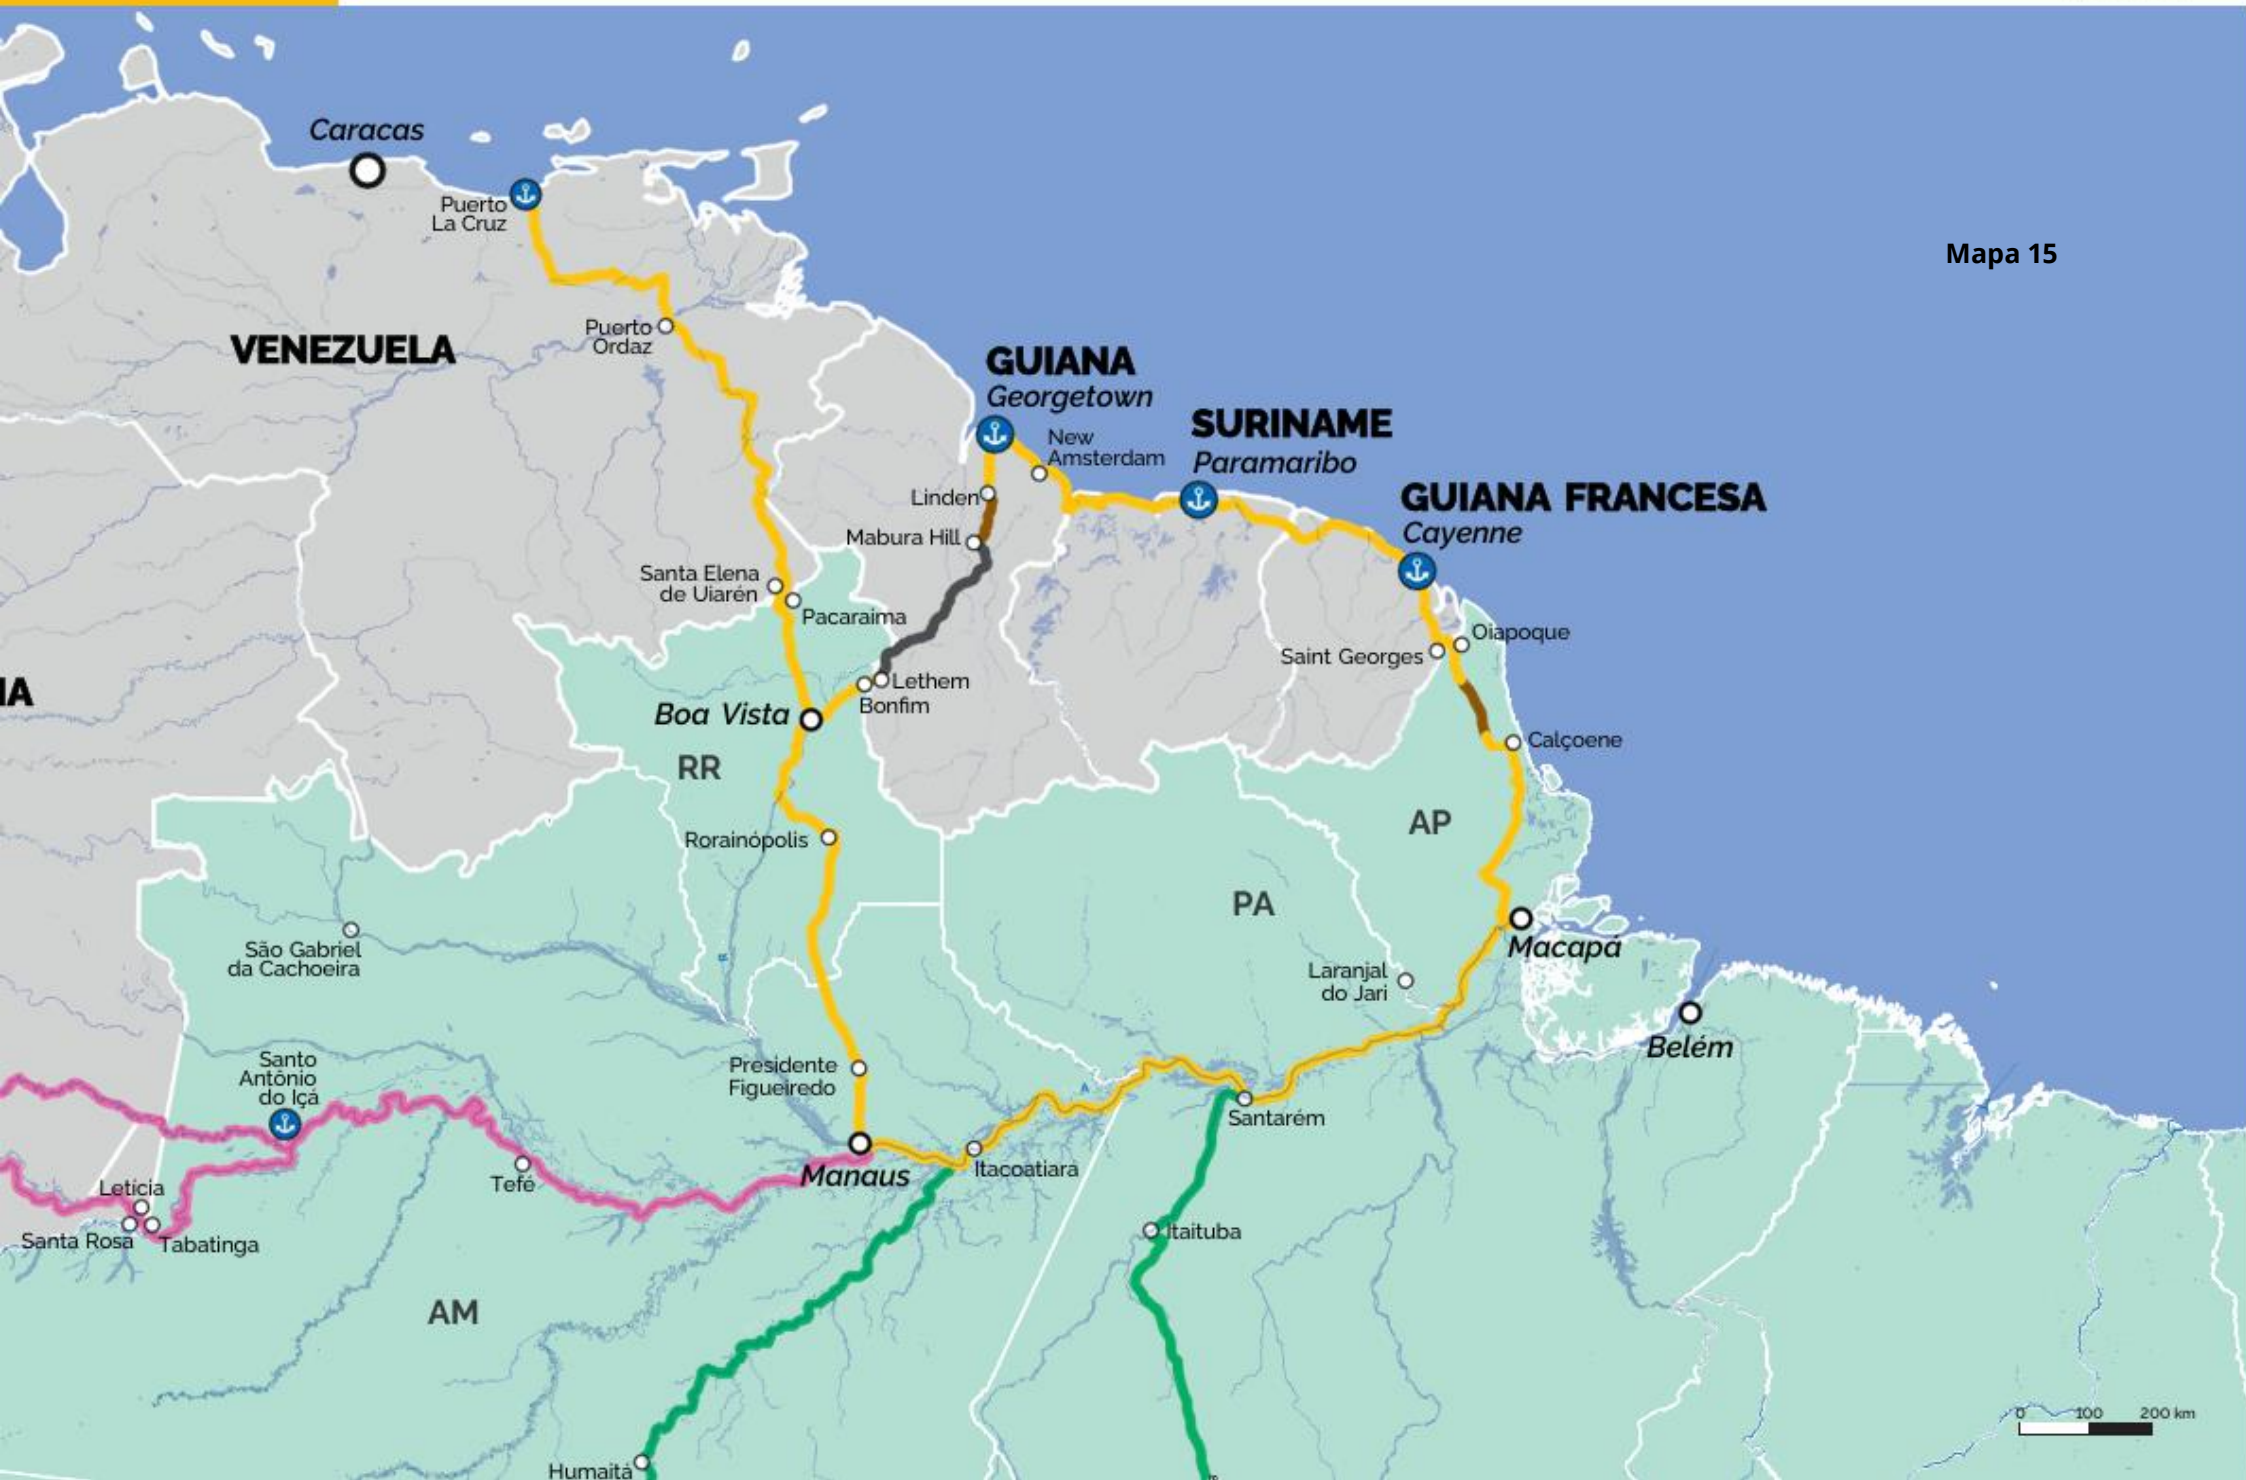 Caracas
Puerto
La Cruz
Mapa 15
Puerto
Ordaz
VENEZUELA
GUIANA
Georgetown
New
Amsterdam
SURINAME
Paramaribo
Linden
GUIANA FRANCESA
Cayenne
Mabura Hill
Santa Elena
de Uiarén
Pacaraima
Oiapoque
Saint Georges
Lethem
Bonfim
IA
Boa Vista
Calçoene
RR
AP
Rorainópolis
PA
São Gabriel
da Cachoeira
Macapá
Laranjal
do Jari
R
Belém
Santo
Antônio
do Içá
Presidente
Figueiredo
A
Santarém
Manaus
Itacoatiara
Tefé
Letícia
Santa Rosa
Tabatinga
Itaituba
AM
0 100 200 km
Humaitá